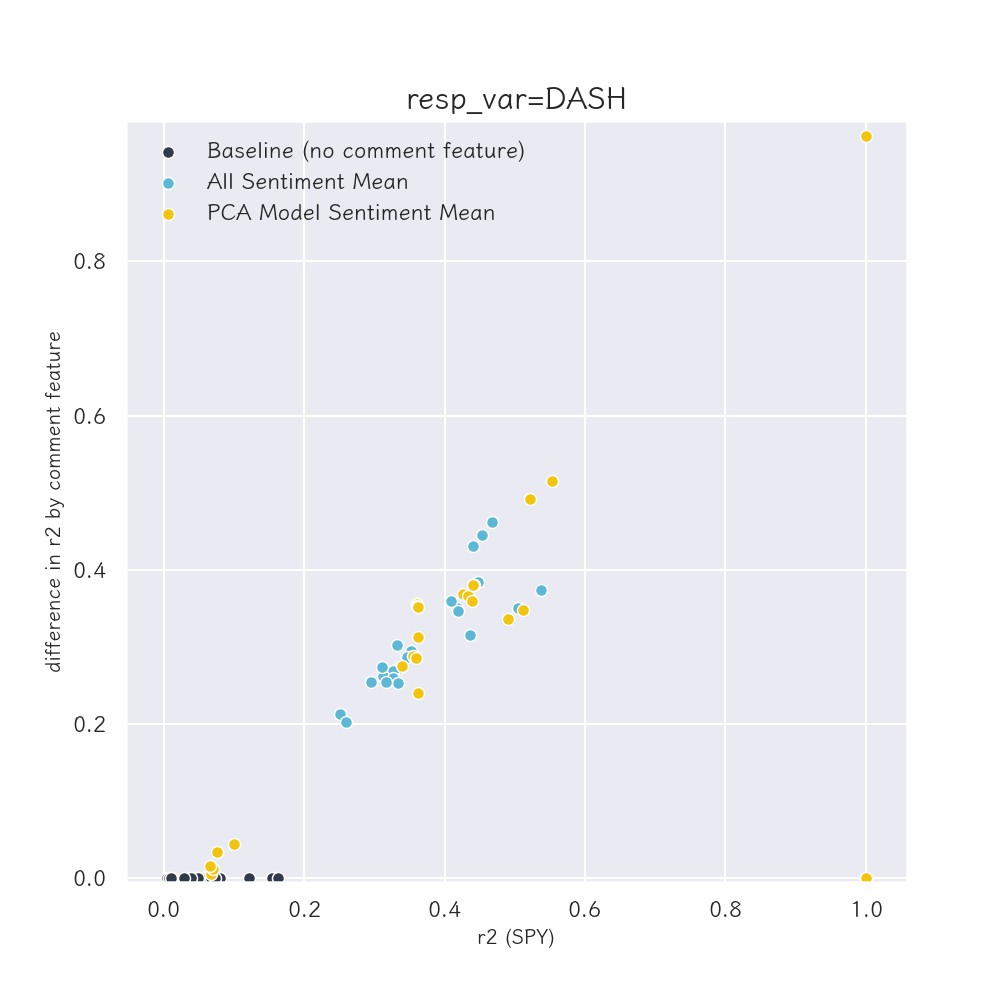 resp_var=DASH
Baseline (no comment feature)
All Sentiment Mean
PCA Model Sentiment Mean
difference in r2 by comment feature
0.8
0.6
0.4
0.2
0.0
0.0 0.2 0.4 0.6 0.8 1.0
r2 (SPY)